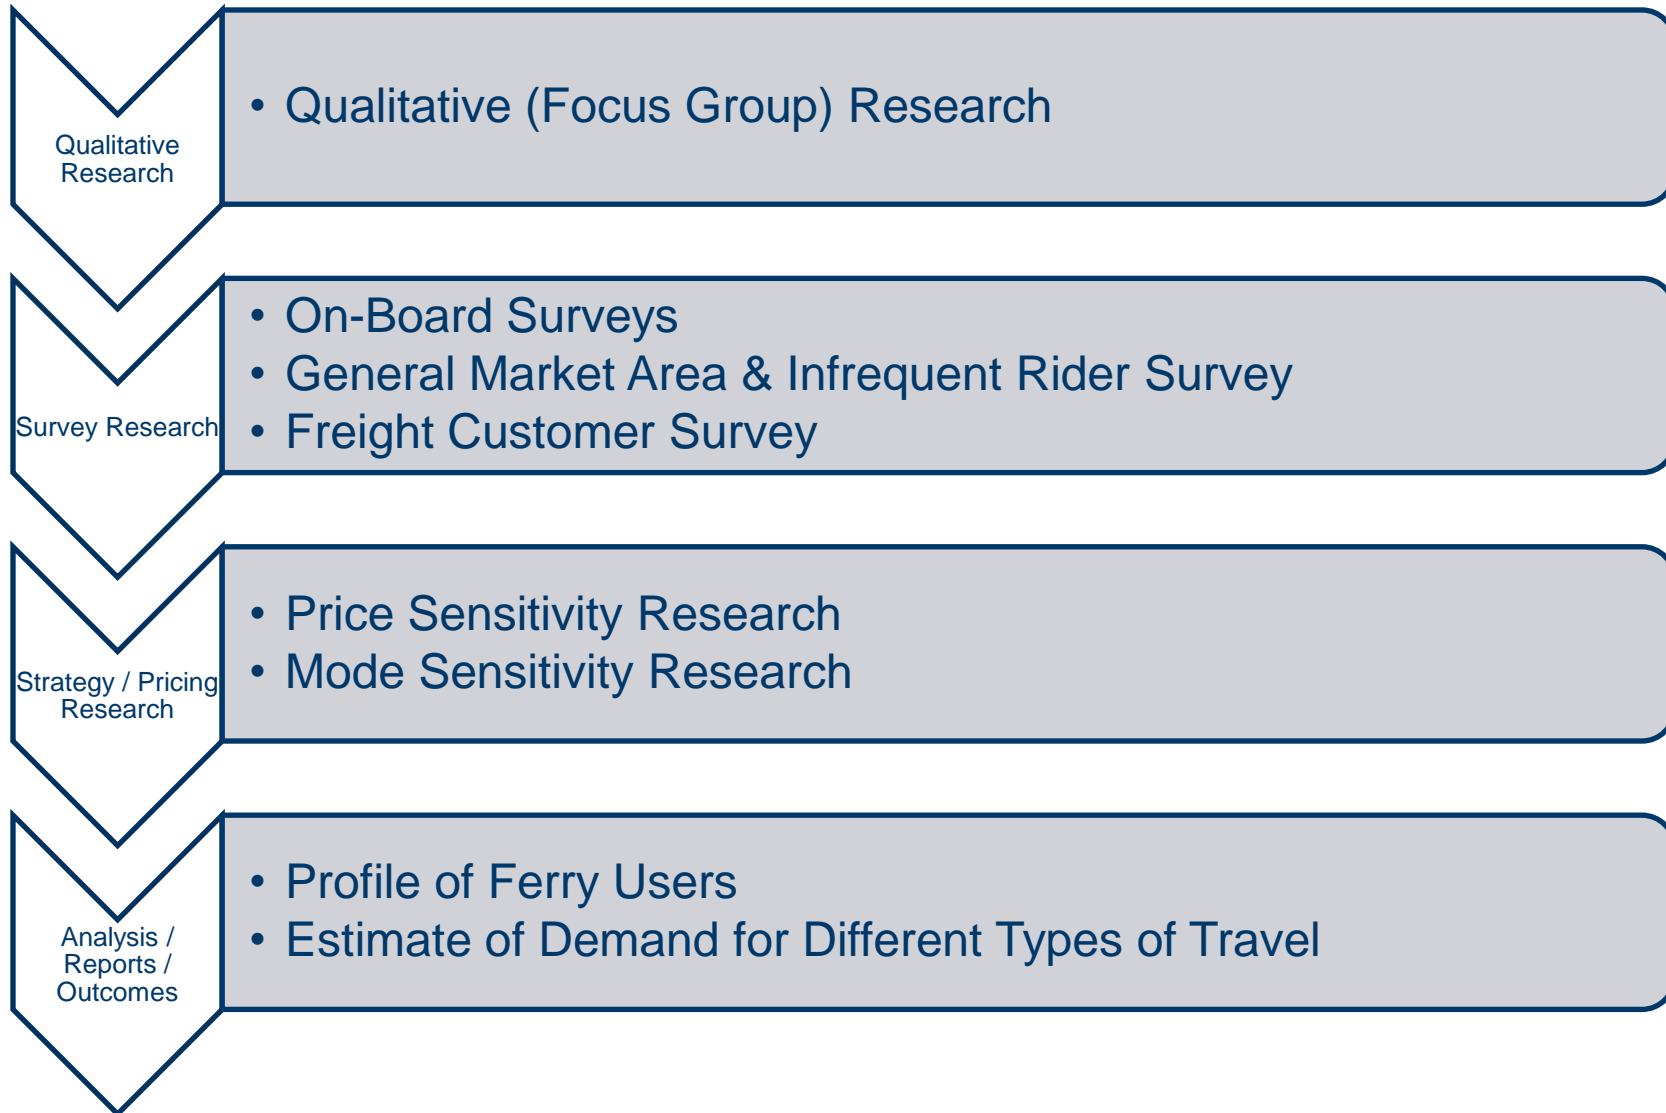 Qualitative
Research
• Qualitative (Focus Group) Research
Survey Research
• On-Board Surveys
• General Market Area & Infrequent Rider Survey
• Freight Customer Survey
Strategy / Pricing
Research
• Price Sensitivity Research
• Mode Sensitivity Research
Analysis /
Reports /
Outcomes
• Profile of Ferry Users
• Estimate of Demand for Different Types of Travel